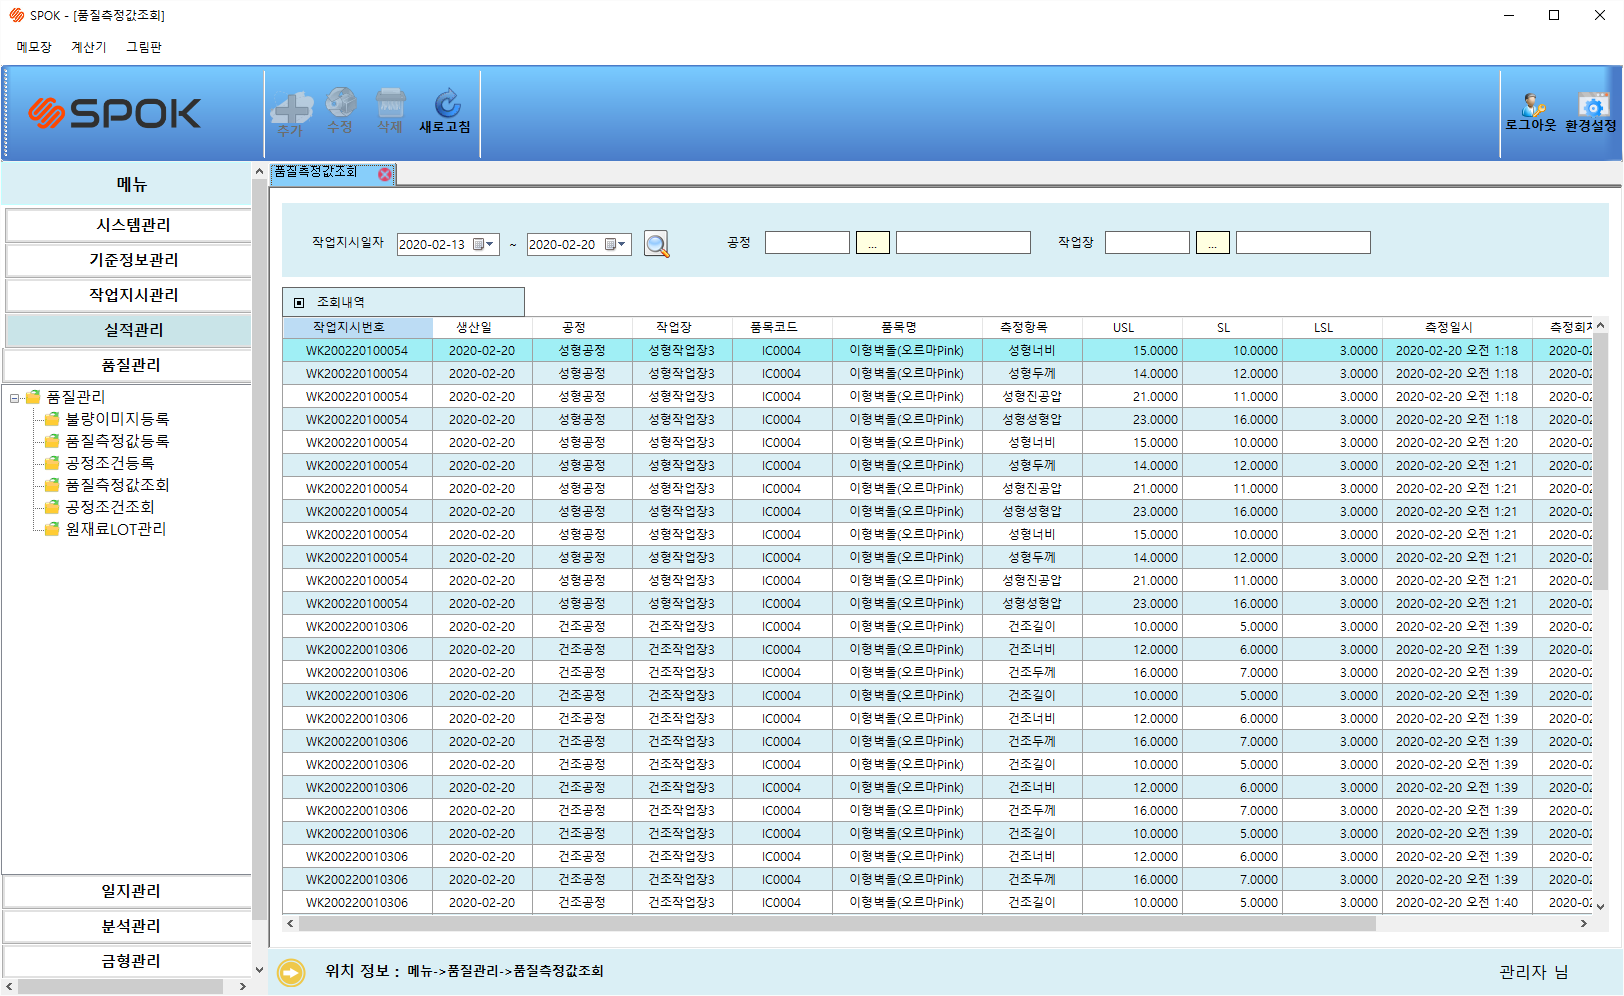 SPOK - [품질측정값조회]
메모장 계산기 그림판
SPOK 추가 수정 삭제 새로고침 로그아웃 환경설정
메뉴
시스템관리
기준정보관리
작업지시관리
실적관리
품질관리
품질관리
불량이미지등록
품질측정값등록
공정조건등록
품질측정값조회
공정조건조회
원재료LOT관리
일지관리
분석관리
금형관리
품질측정값조회
작업지시일자 2020-02-13 ~ 2020-02-20 공정 ... 작업장 ...
조회내역
작업지시번호 생산일 공정 작업장 품목코드 품목명 측정항목 USL SL LSL 측정일시 측정회차
WK200220100054 2020-02-20 성형공정 성형작업장3 IC0004 이형벽돌(오르마Pink) 성형너비 15.0000 10.0000 3.0000 2020-02-20 오전 1:18 2020-02
WK200220100054 2020-02-20 성형공정 성형작업장3 IC0004 이형벽돌(오르마Pink) 성형두께 14.0000 12.0000 3.0000 2020-02-20 오전 1:18 2020-02
WK200220100054 2020-02-20 성형공정 성형작업장3 IC0004 이형벽돌(오르마Pink) 성형진공압 21.0000 11.0000 3.0000 2020-02-20 오전 1:18 2020-02
WK200220100054 2020-02-20 성형공정 성형작업장3 IC0004 이형벽돌(오르마Pink) 성형성형압 23.0000 16.0000 3.0000 2020-02-20 오전 1:18 2020-02
WK200220100054 2020-02-20 성형공정 성형작업장3 IC0004 이형벽돌(오르마Pink) 성형너비 15.0000 10.0000 3.0000 2020-02-20 오전 1:20 2020-02
WK200220100054 2020-02-20 성형공정 성형작업장3 IC0004 이형벽돌(오르마Pink) 성형두께 14.0000 12.0000 3.0000 2020-02-20 오전 1:21 2020-02
WK200220100054 2020-02-20 성형공정 성형작업장3 IC0004 이형벽돌(오르마Pink) 성형진공압 21.0000 11.0000 3.0000 2020-02-20 오전 1:21 2020-02
WK200220100054 2020-02-20 성형공정 성형작업장3 IC0004 이형벽돌(오르마Pink) 성형성형압 23.0000 16.0000 3.0000 2020-02-20 오전 1:21 2020-02
WK200220100054 2020-02-20 성형공정 성형작업장3 IC0004 이형벽돌(오르마Pink) 성형너비 15.0000 10.0000 3.0000 2020-02-20 오전 1:21 2020-02
WK200220100054 2020-02-20 성형공정 성형작업장3 IC0004 이형벽돌(오르마Pink) 성형두께 14.0000 12.0000 3.0000 2020-02-20 오전 1:21 2020-02
WK200220100054 2020-02-20 성형공정 성형작업장3 IC0004 이형벽돌(오르마Pink) 성형진공압 21.0000 11.0000 3.0000 2020-02-20 오전 1:21 2020-02
WK200220100054 2020-02-20 성형공정 성형작업장3 IC0004 이형벽돌(오르마Pink) 성형성형압 23.0000 16.0000 3.0000 2020-02-20 오전 1:21 2020-02
WK200220010306 2020-02-20 건조공정 건조작업장3 IC0004 이형벽돌(오르마Pink) 건조길이 10.0000 5.0000 3.0000 2020-02-20 오전 1:39 2020-02
WK200220010306 2020-02-20 건조공정 건조작업장3 IC0004 이형벽돌(오르마Pink) 건조너비 12.0000 6.0000 3.0000 2020-02-20 오전 1:39 2020-02
WK200220010306 2020-02-20 건조공정 건조작업장3 IC0004 이형벽돌(오르마Pink) 건조두께 16.0000 7.0000 3.0000 2020-02-20 오전 1:39 2020-02
WK200220010306 2020-02-20 건조공정 건조작업장3 IC0004 이형벽돌(오르마Pink) 건조길이 10.0000 5.0000 3.0000 2020-02-20 오전 1:39 2020-02
WK200220010306 2020-02-20 건조공정 건조작업장3 IC0004 이형벽돌(오르마Pink) 건조너비 12.0000 6.0000 3.0000 2020-02-20 오전 1:39 2020-02
WK200220010306 2020-02-20 건조공정 건조작업장3 IC0004 이형벽돌(오르마Pink) 건조두께 16.0000 7.0000 3.0000 2020-02-20 오전 1:39 2020-02
WK200220010306 2020-02-20 건조공정 건조작업장3 IC0004 이형벽돌(오르마Pink) 건조길이 10.0000 5.0000 3.0000 2020-02-20 오전 1:39 2020-02
WK200220010306 2020-02-20 건조공정 건조작업장3 IC0004 이형벽돌(오르마Pink) 건조너비 12.0000 6.0000 3.0000 2020-02-20 오전 1:39 2020-02
WK200220010306 2020-02-20 건조공정 건조작업장3 IC0004 이형벽돌(오르마Pink) 건조두께 16.0000 7.0000 3.0000 2020-02-20 오전 1:39 2020-02
WK200220010306 2020-02-20 건조공정 건조작업장3 IC0004 이형벽돌(오르마Pink) 건조길이 10.0000 5.0000 3.0000 2020-02-20 오전 1:39 2020-02
WK200220010306 2020-02-20 건조공정 건조작업장3 IC0004 이형벽돌(오르마Pink) 건조너비 12.0000 6.0000 3.0000 2020-02-20 오전 1:39 2020-02
WK200220010306 2020-02-20 건조공정 건조작업장3 IC0004 이형벽돌(오르마Pink) 건조두께 16.0000 7.0000 3.0000 2020-02-20 오전 1:39 2020-02
WK200220010306 2020-02-20 건조공정 건조작업장3 IC0004 이형벽돌(오르마Pink) 건조길이 10.0000 5.0000 3.0000 2020-02-20 오전 1:40 2020-02
위치 정보 : 메뉴->품질관리->품질측정값조회 관리자 님